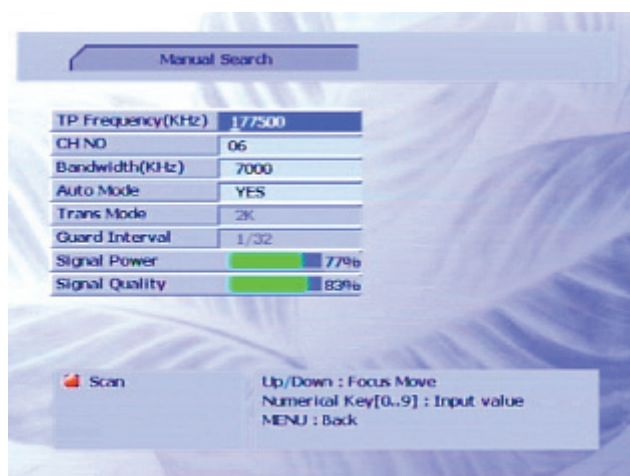 Manual Search
TP Frequency(KHz) 177500
CH NO 06
Bandwidth(KHz) 7000
Auto Mode YES
Trans Mode 2K
Guard Interval 1/32
Signal Power 77%
Signal Quality 83%
Scan
Up/Down : Focus Move
Numerical Key[0..9] : Input value
MENU : Back